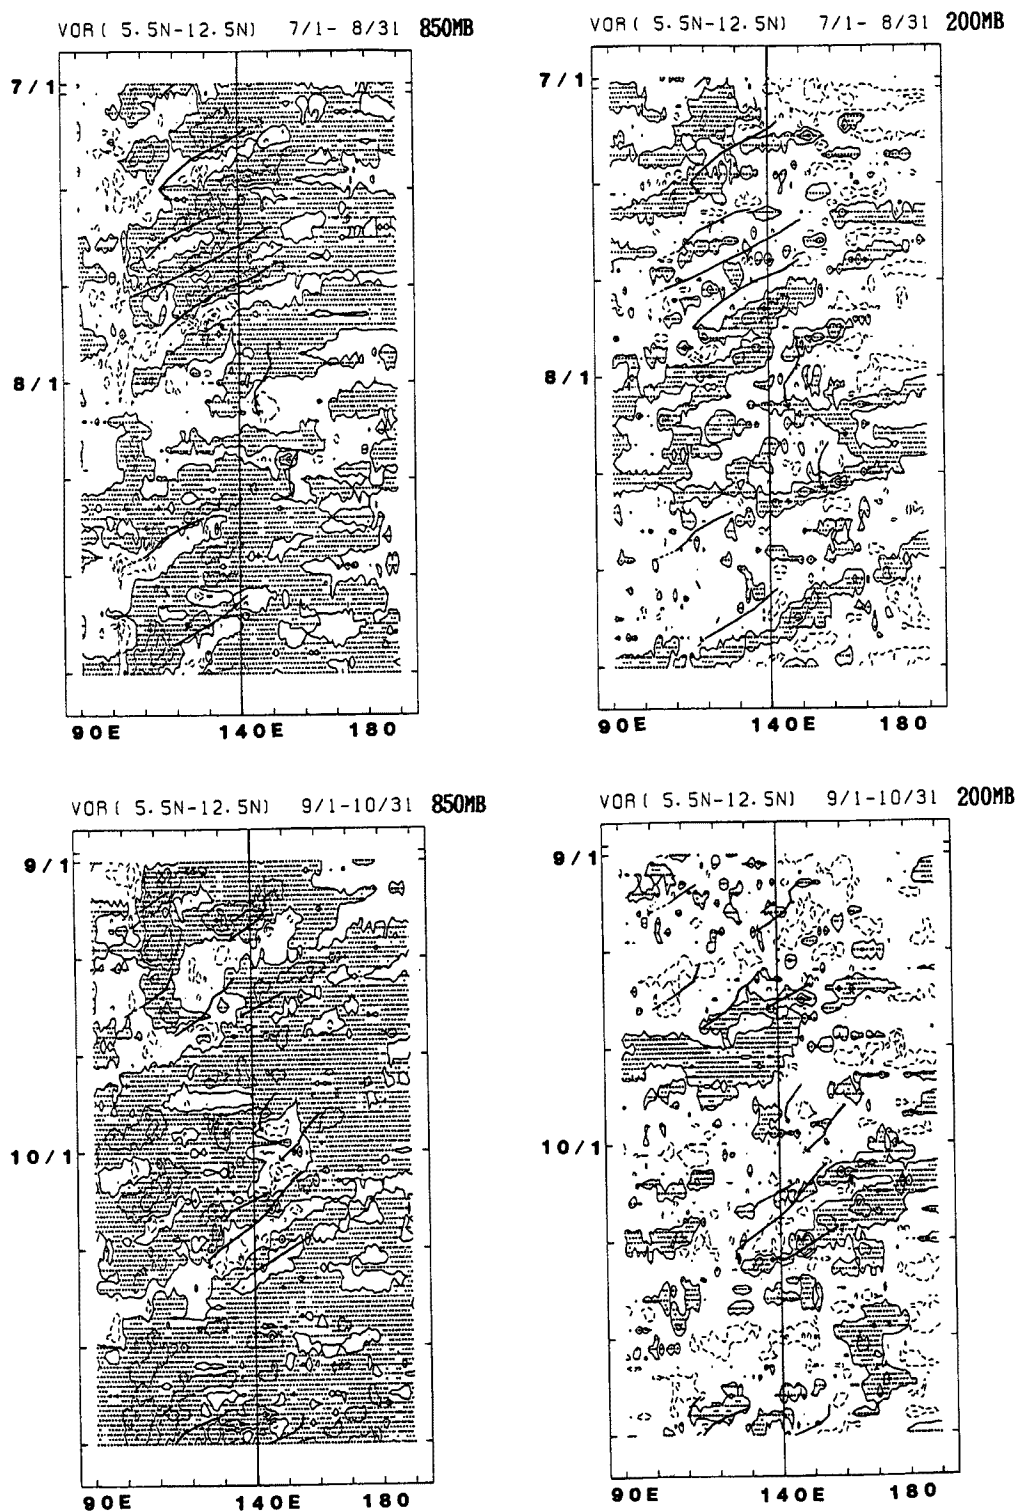 VOR( 5.5N-12.5N) 7/1- 8/31 850MB
7/1
8/1
90E 140E 180
VOR( 5.5N-12.5N) 7/1- 8/31 200MB
7/1
8/1
90E 140E 180
VOR( 5.5N-12.5N) 9/1-10/31 850MB
9/1
10/1
90E 140E 180
VOR( 5.5N-12.5N) 9/1-10/31 200MB
9/1
10/1
90E 140E 180